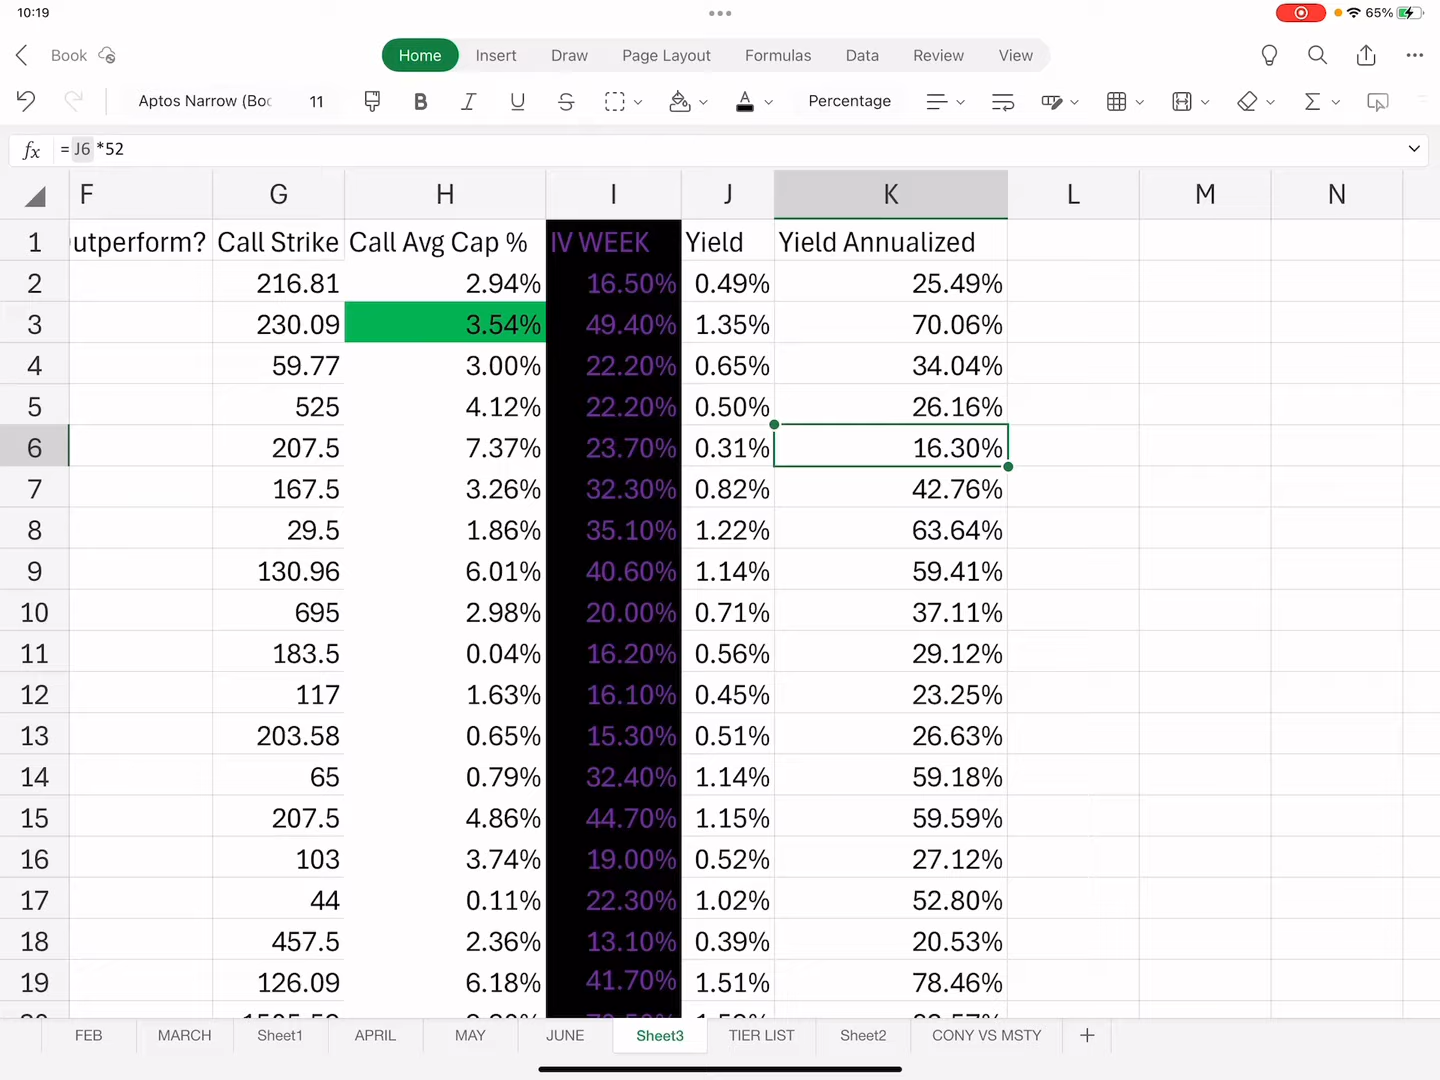 10:19
65%
Book
Home Insert Draw Page Layout Formulas Data Review View
Aptos Narrow (Boc 11 B I U S A Percentage
fx =J6 *52
F G H I J K L M N
1 utperform? Call Strike Call Avg Cap % IV WEEK Yield Yield Annualized
2 216.81 2.94% 16.50% 0.49% 25.49%
3 230.09 3.54% 49.40% 1.35% 70.06%
4 59.77 3.00% 22.20% 0.65% 34.04%
5 525 4.12% 22.20% 0.50% 26.16%
6 207.5 7.37% 23.70% 0.31% 16.30%
7 167.5 3.26% 32.30% 0.82% 42.76%
8 29.5 1.86% 35.10% 1.22% 63.64%
9 130.96 6.01% 40.60% 1.14% 59.41%
10 695 2.98% 20.00% 0.71% 37.11%
11 183.5 0.04% 16.20% 0.56% 29.12%
12 117 1.63% 16.10% 0.45% 23.25%
13 203.58 0.65% 15.30% 0.51% 26.63%
14 65 0.79% 32.40% 1.14% 59.18%
15 207.5 4.86% 44.70% 1.15% 59.59%
16 103 3.74% 19.00% 0.52% 27.12%
17 44 0.11% 22.30% 1.02% 52.80%
18 457.5 2.36% 13.10% 0.39% 20.53%
19 126.09 6.18% 41.70% 1.51% 78.46%
FEB MARCH Sheet1 APRIL MAY JUNE Sheet3 TIER LIST Sheet2 CONY VS MSTY